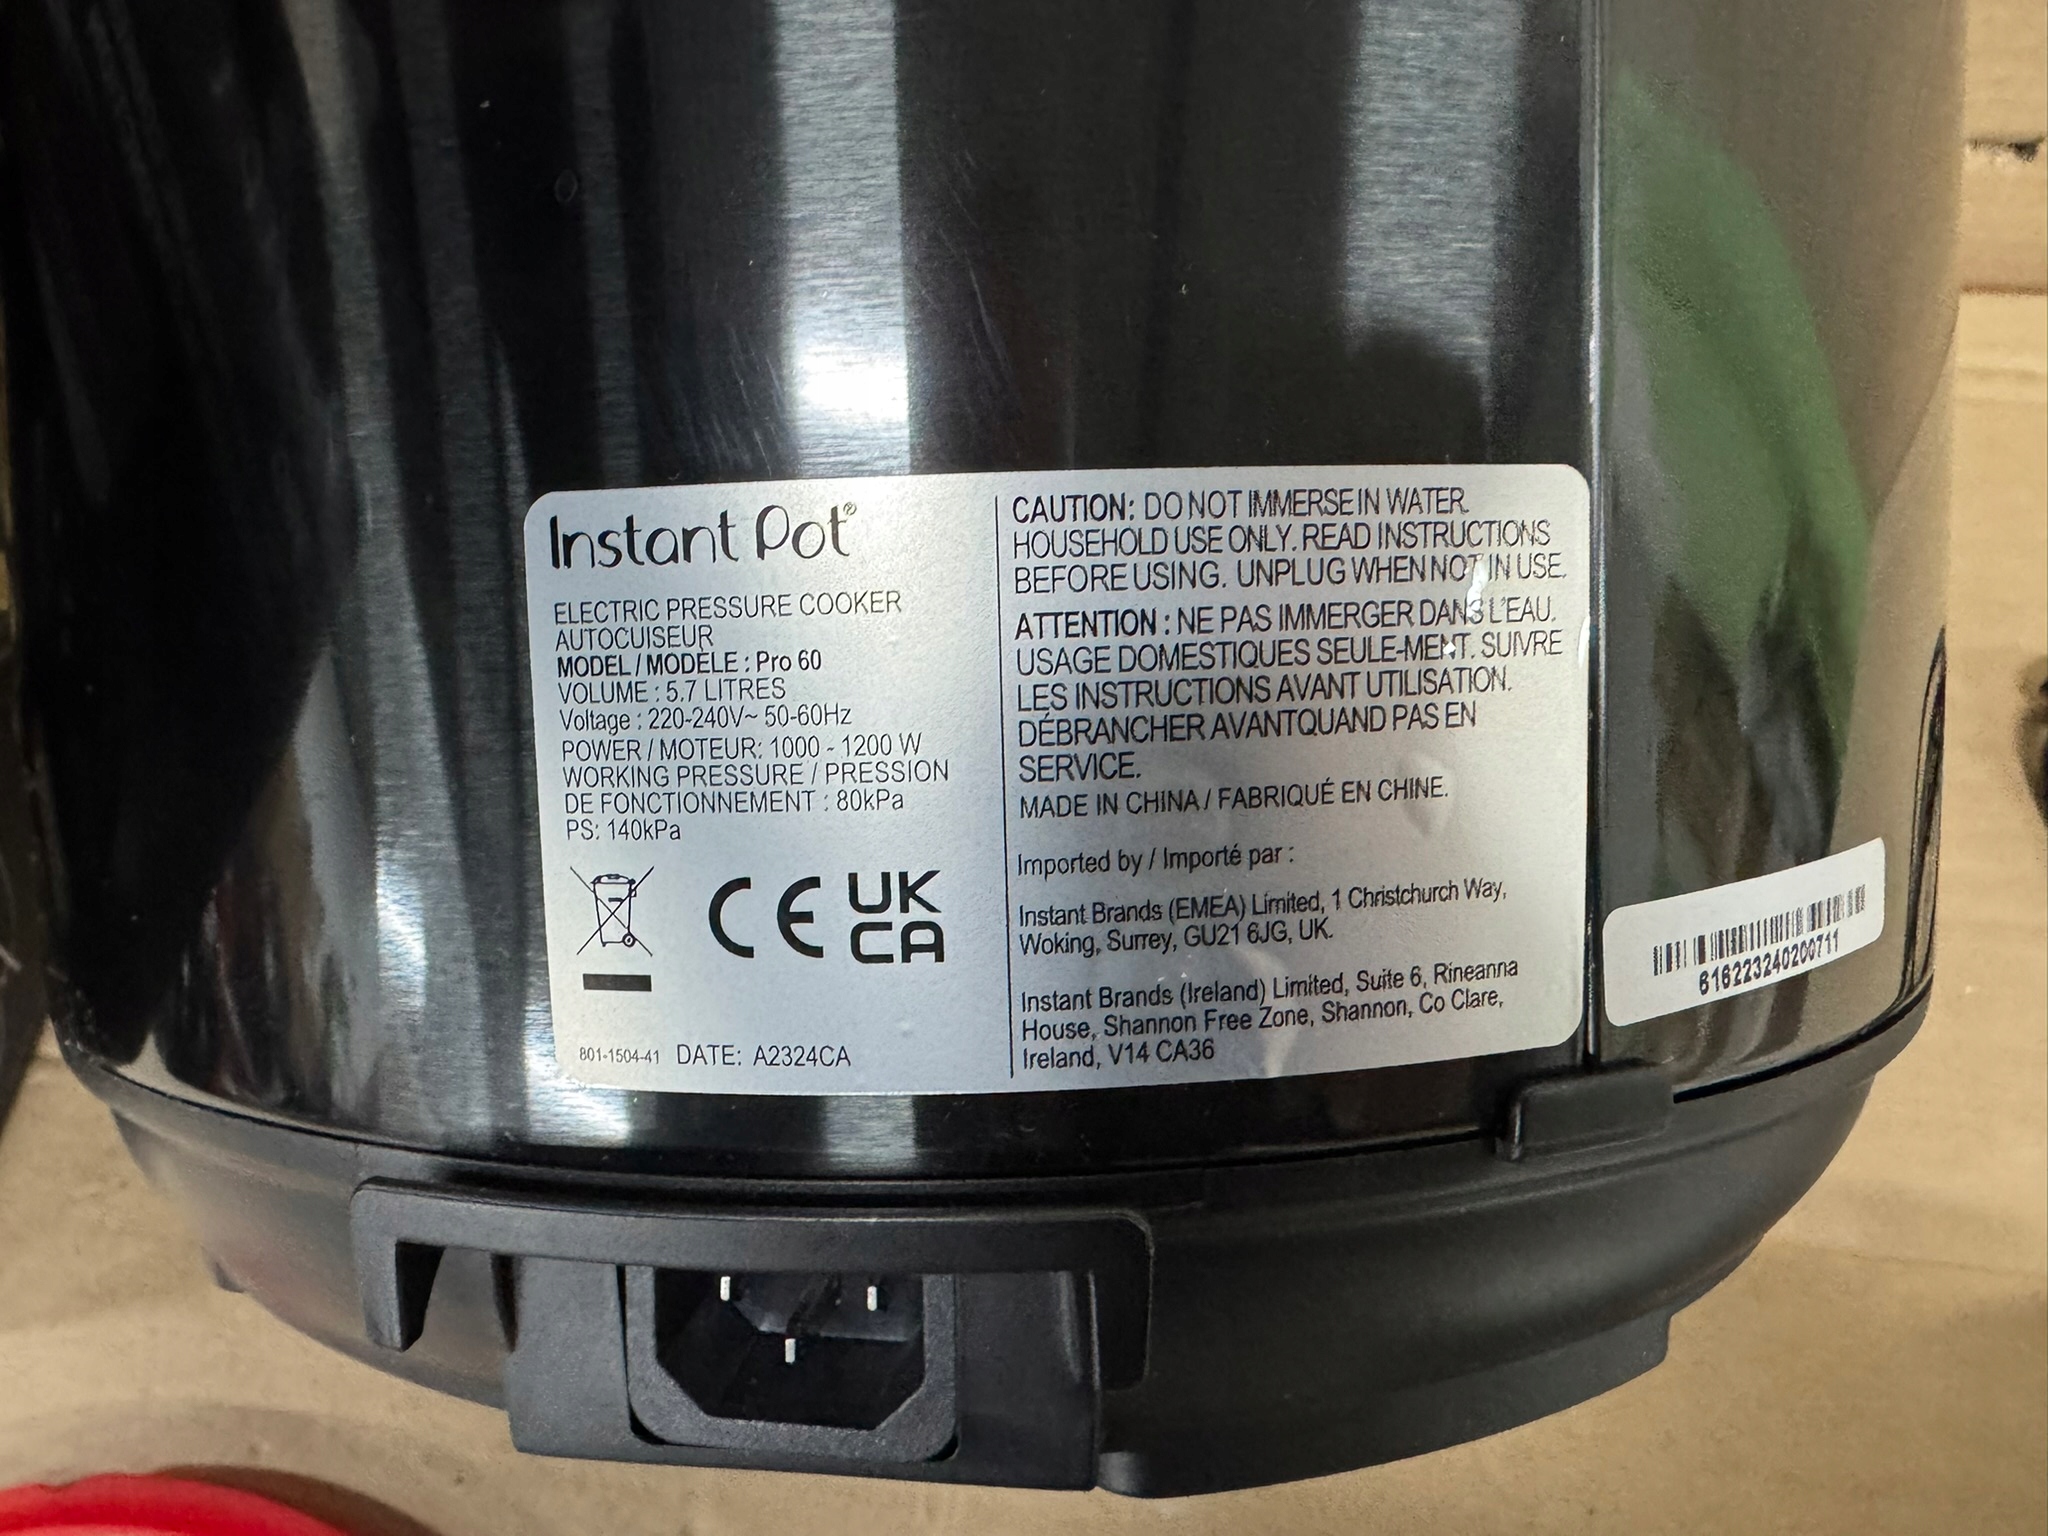 Instant Pot®
ELECTRIC PRESSURE COOKER
AUTOCUISEUR
MODEL / MODÈLE : Pro 60
VOLUME : 5.7 LITRES
Voltage : 220-240V~ 50-60Hz
POWER / MOTEUR: 1000 - 1200 W
WORKING PRESSURE / PRESSION
DE FONCTIONNEMENT : 80kPa
PS: 140kPa
CE UK
CA
801-1504-41 DATE: A2324CA
CAUTION: DO NOT IMMERSE IN WATER.
HOUSEHOLD USE ONLY. READ INSTRUCTIONS
BEFORE USING. UNPLUG WHEN NOT IN USE.
ATTENTION : NE PAS IMMERGER DANS L'EAU.
USAGE DOMESTIQUES SEULE-MENT. SUIVRE
LES INSTRUCTIONS AVANT UTILISATION.
DÉBRANCHER AVANTQUAND PAS EN
SERVICE.
MADE IN CHINA / FABRIQUÉ EN CHINE.
Imported by / Importé par :
Instant Brands (EMEA) Limited, 1 Christchurch Way,
Woking, Surrey, GU21 6JG, UK.
Instant Brands (Ireland) Limited, Suite 6, Rineanna
House, Shannon Free Zone, Shannon, Co Clare,
Ireland, V14 CA36
616223240200711